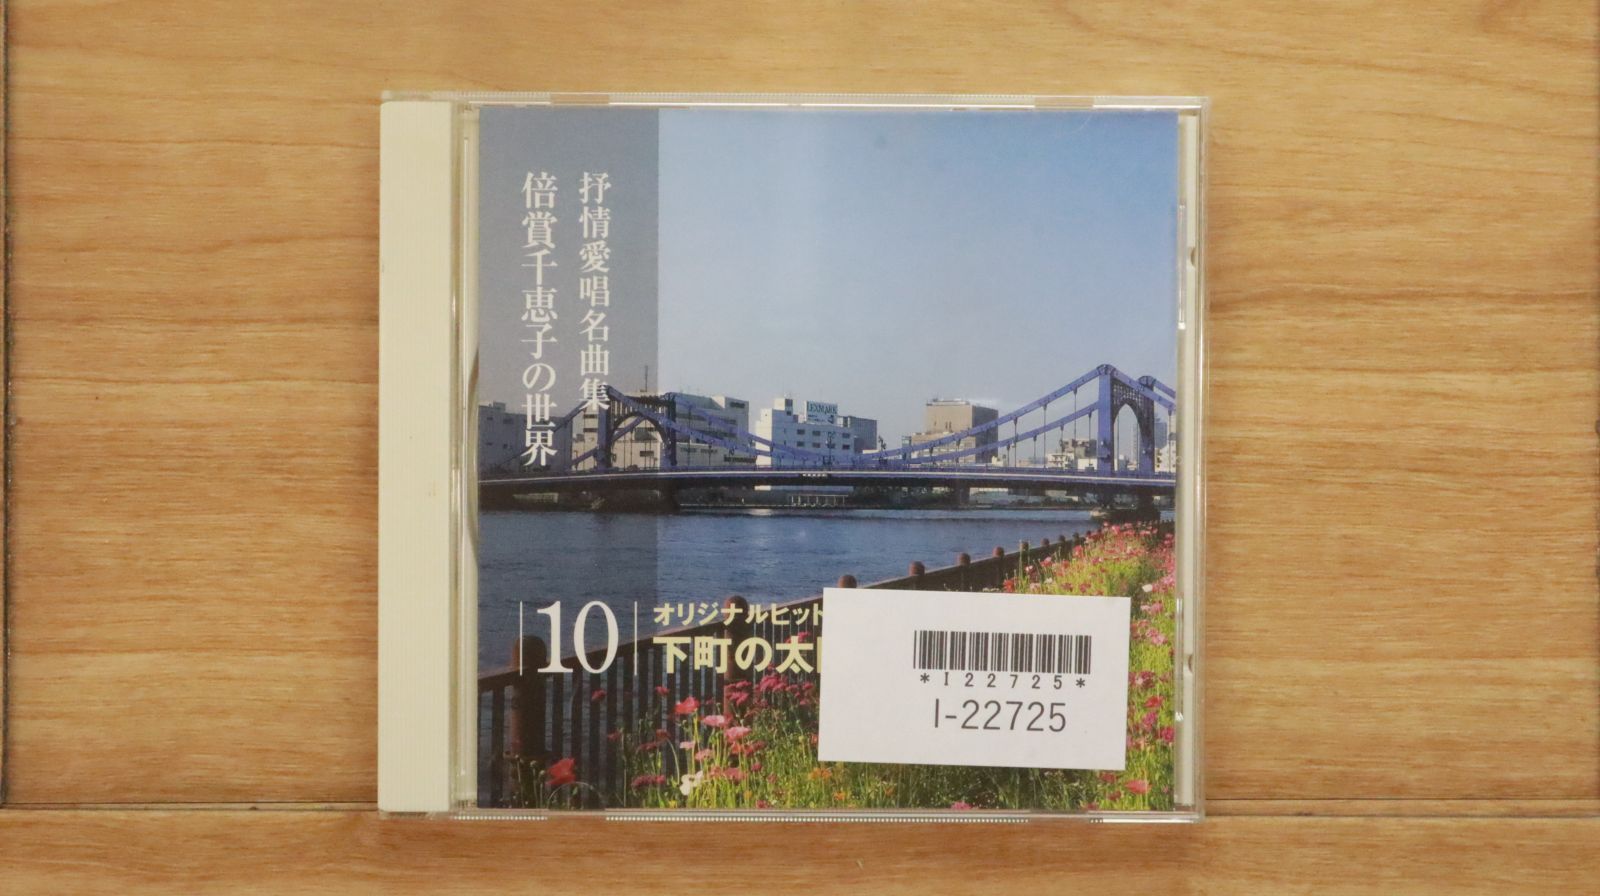 抒情愛唱名曲集
倍賞千恵子の世界
LEXMARK
10
オリジナルヒット
下町の太
*I22725*
I-22725